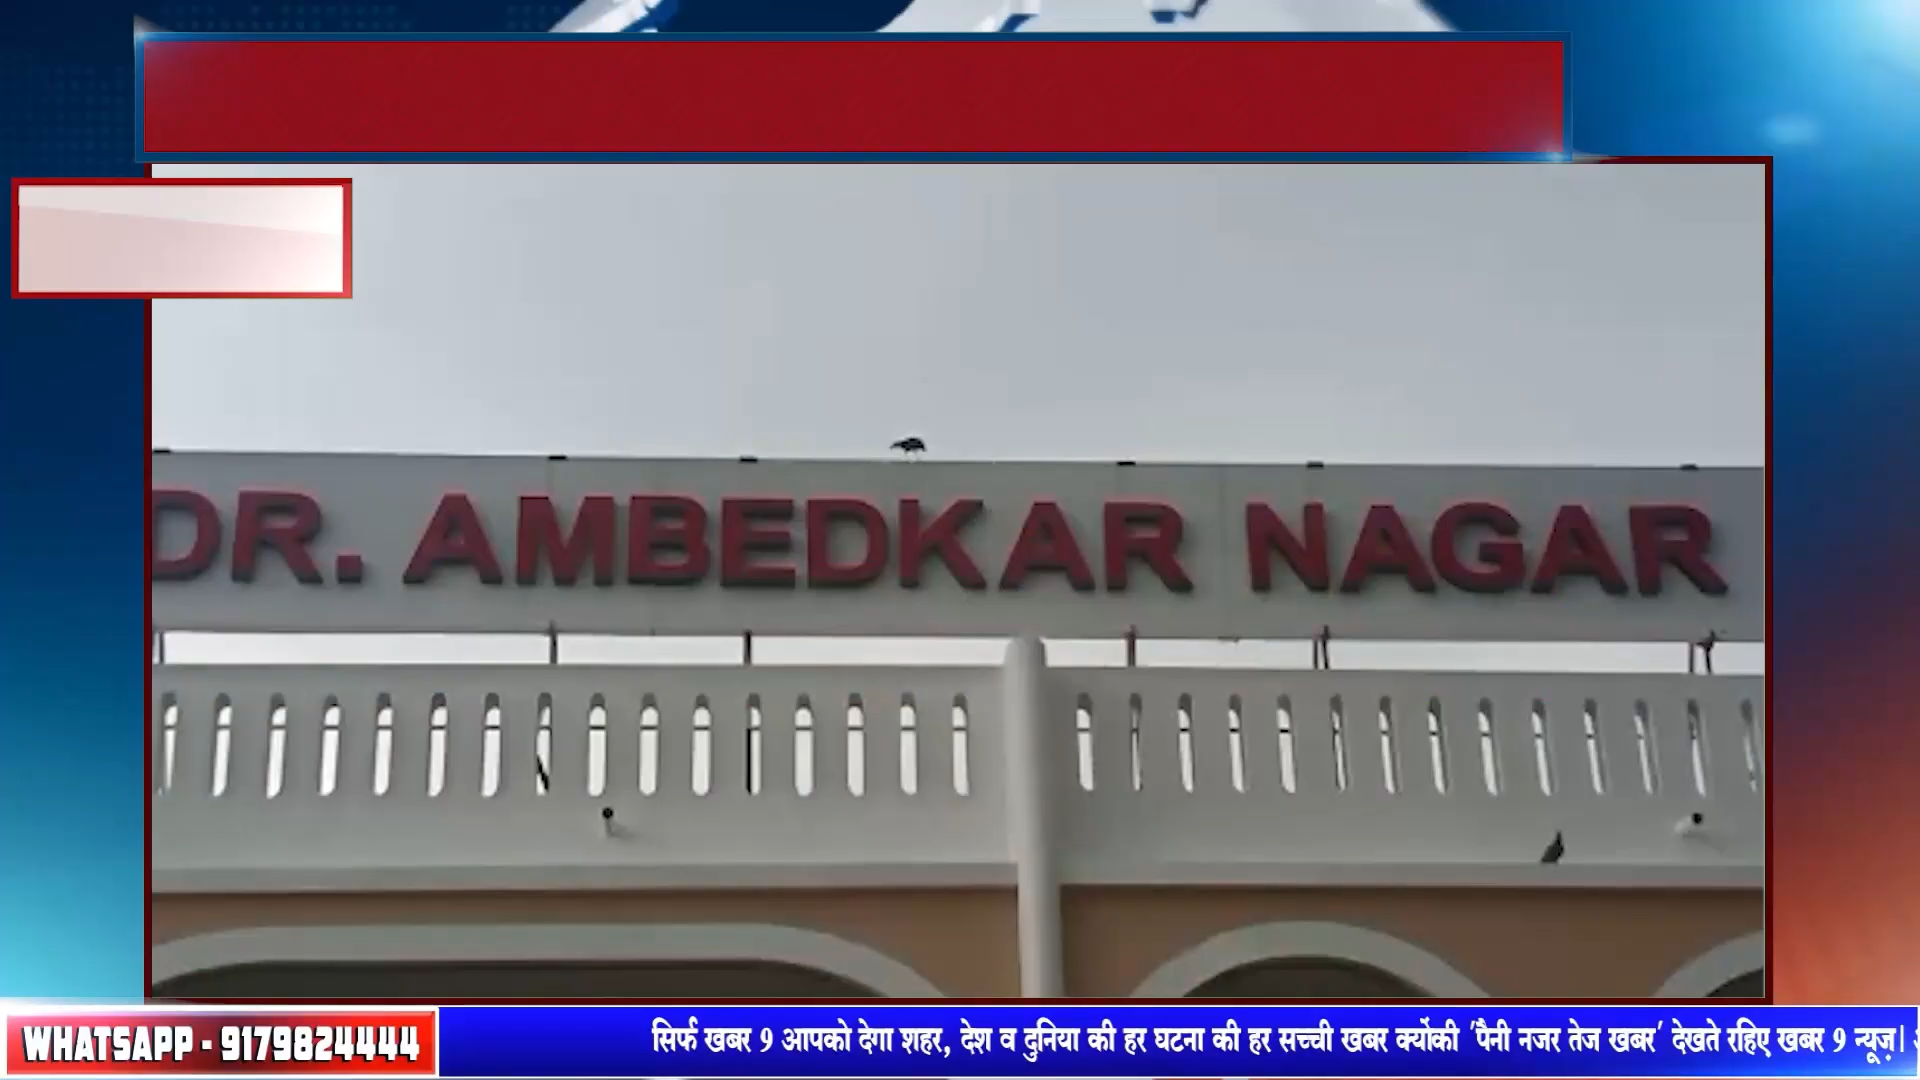 DR. AMBEDKAR NAGAR
WHATSAPP - 9179824444
सिर्फ खबर 9 आपको देगा शहर, देश व दुनिया की हर घटना की हर सच्ची खबर क्योंकी 'पैनी नजर तेज खबर' देखते रहिए खबर 9 न्यूज़।